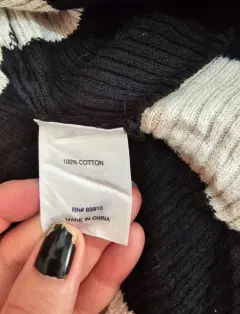 100% COTTON
RN# 83910
MADE IN CHINA